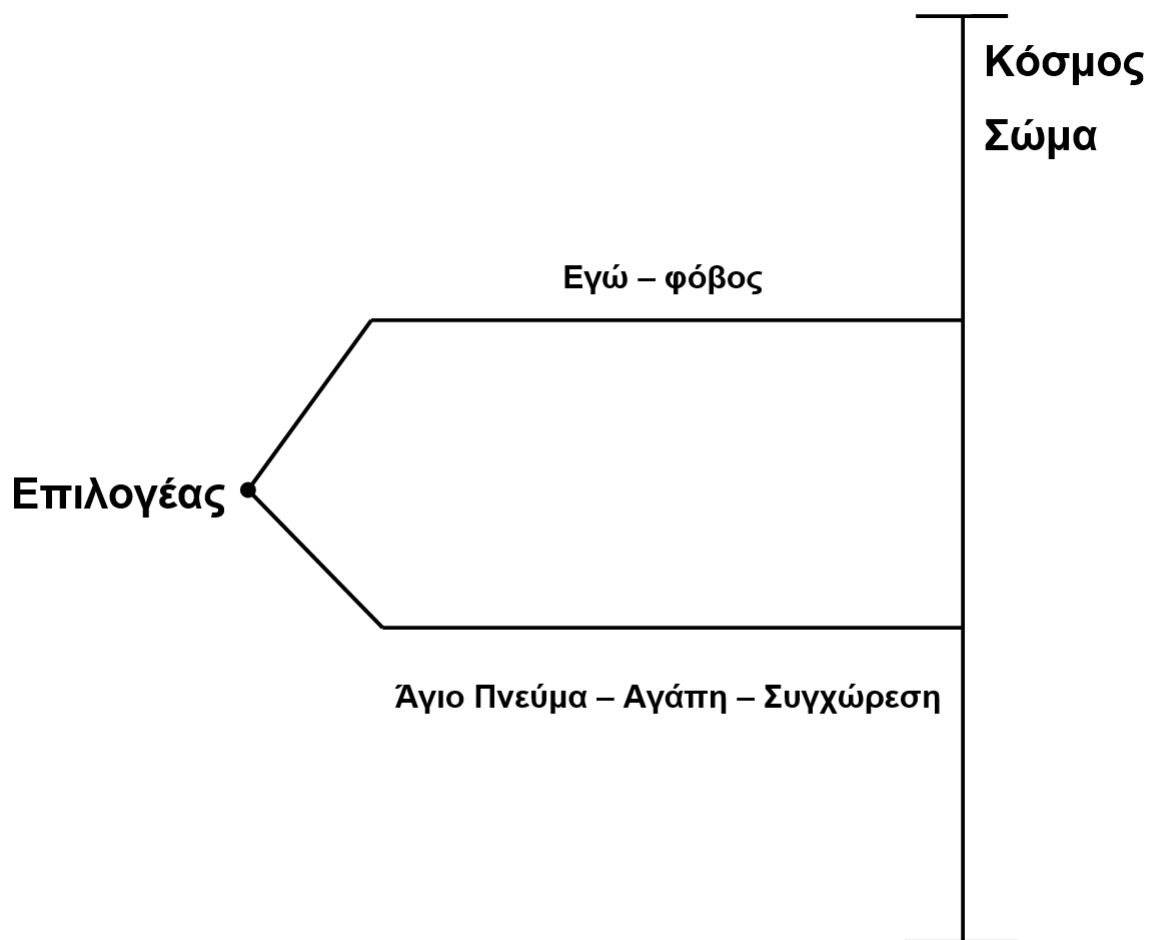 Κόσμος
Σώμα
Εγώ – φόβος
Επιλογέας
Άγιο Πνεύμα – Αγάπη – Συγχώρεση